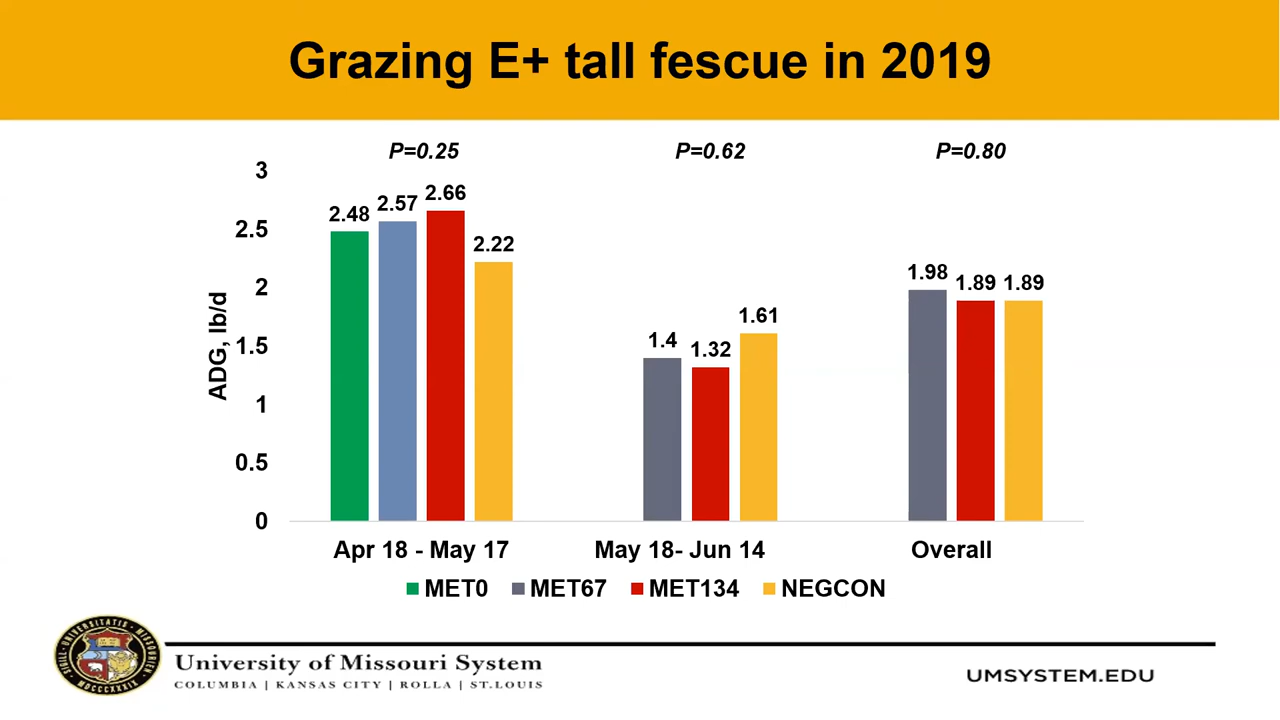 Grazing E+ tall fescue in 2019
P=0.25
P=0.62
P=0.80
ADG, lb/d
3
2.5
2
1.5
1
0.5
0
2.48
2.57
2.66
2.22
1.4
1.32
1.61
1.98
1.89
1.89
Apr 18 - May 17
May 18- Jun 14
Overall
MET0
MET67
MET134
NEGCON
University of Missouri System
COLUMBIA | KANSAS CITY | ROLLA | ST.LOUIS
UMSYSTEM.EDU